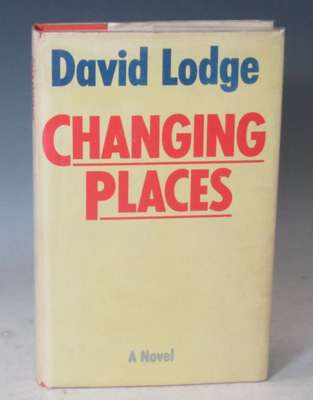 David Lodge
CHANGING
PLACES
A Novel